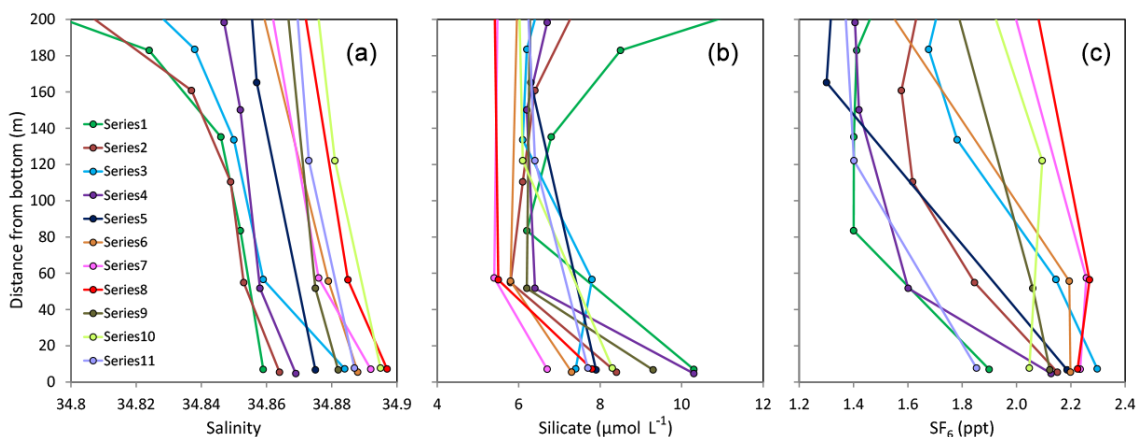 (a)
(b)
(c)
Distance from bottom (m)
200
180
160
140
120
100
80
60
40
20
0
Series1
Series2
Series3
Series4
Series5
Series6
Series7
Series8
Series9
Series10
Series11
34.8 34.82 34.84 34.86 34.88 34.9
4 6 8 10 12
1.2 1.4 1.6 1.8 2.0 2.2 2.4
Salinity
Silicate (µmol L⁻¹)
SF₆ (ppt)